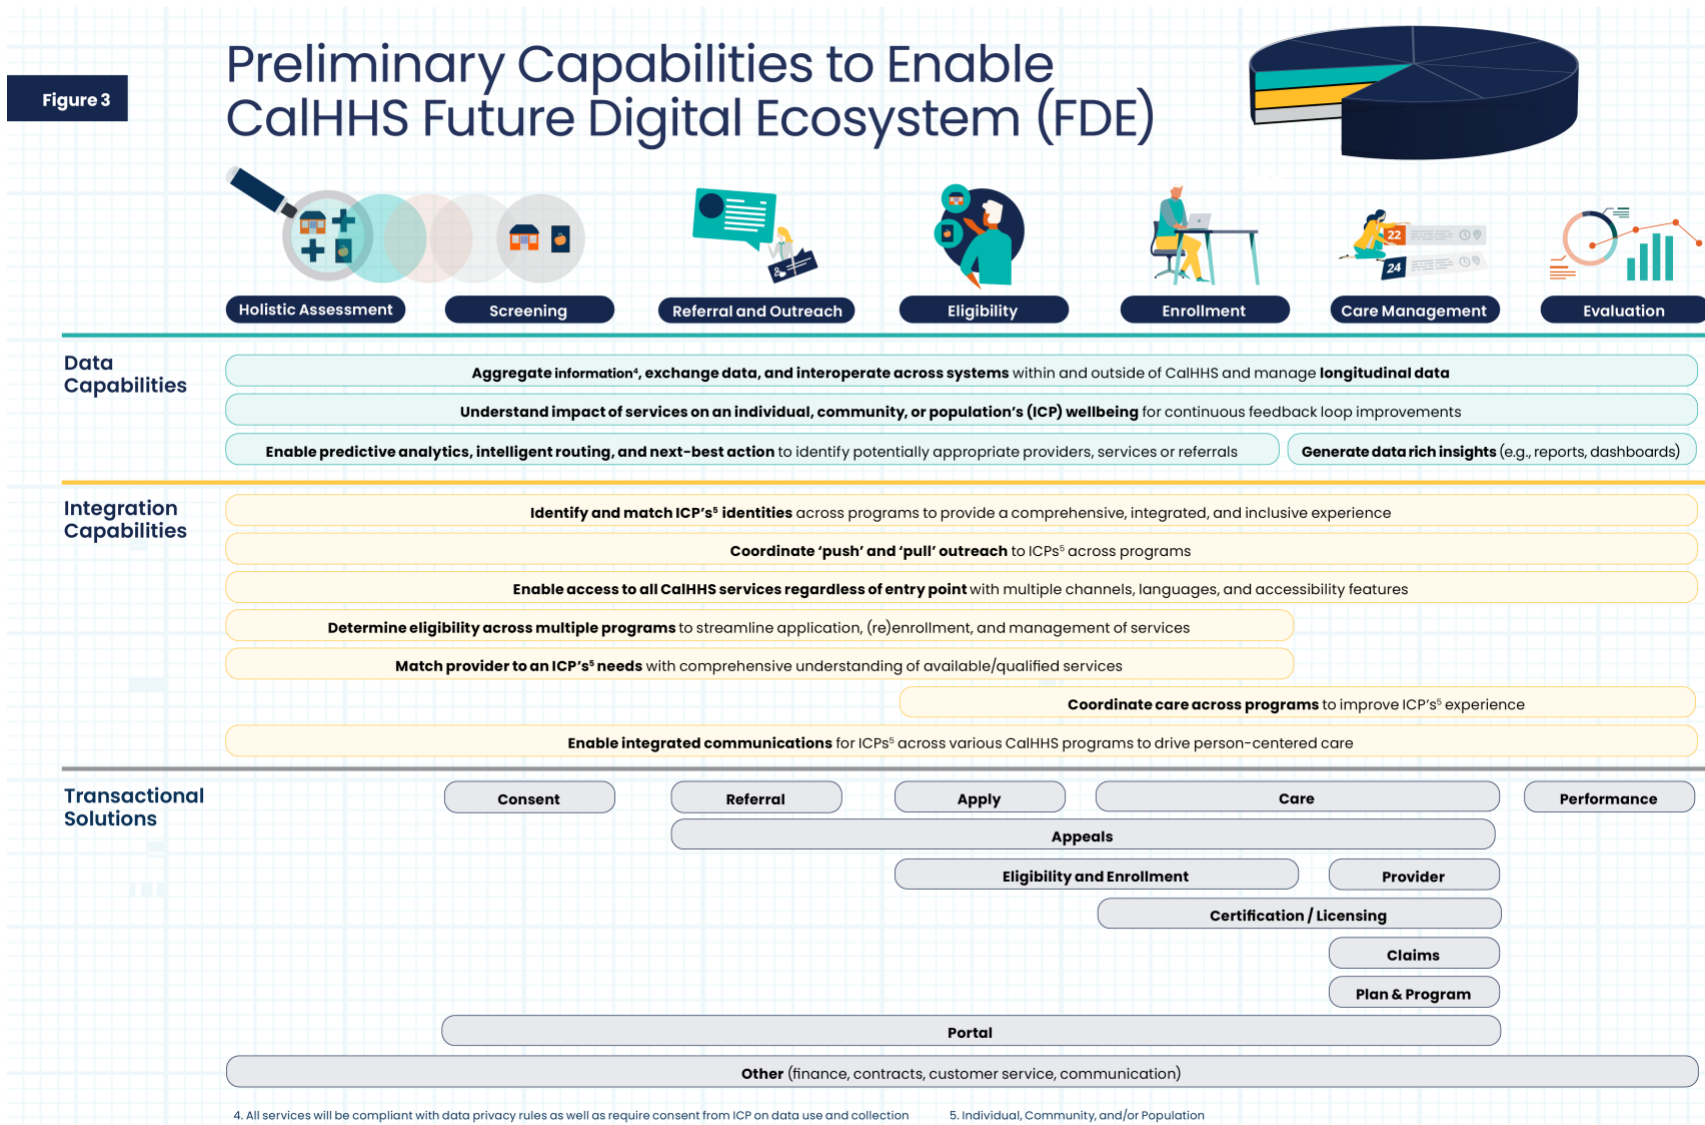 Figure 3
Preliminary Capabilities to Enable
CalHHS Future Digital Ecosystem (FDE)
22
24
Holistic Assessment
Screening
Referral and Outreach
Eligibility
Enrollment
Care Management
Evaluation
Data
Capabilities
Aggregate information⁴, exchange data, and interoperate across systems within and outside of CalHHS and manage longitudinal data
Understand impact of services on an individual, community, or population's (ICP) wellbeing for continuous feedback loop improvements
Enable predictive analytics, intelligent routing, and next-best action to identify potentially appropriate providers, services or referrals
Generate data rich insights (e.g., reports, dashboards)
Integration
Capabilities
Identify and match ICP's⁵ identities across programs to provide a comprehensive, integrated, and inclusive experience
Coordinate 'push' and 'pull' outreach to ICPs⁵ across programs
Enable access to all CalHHS services regardless of entry point with multiple channels, languages, and accessibility features
Determine eligibility across multiple programs to streamline application, (re)enrollment, and management of services
Match provider to an ICP's⁵ needs with comprehensive understanding of available/qualified services
Coordinate care across programs to improve ICP's⁵ experience
Enable integrated communications for ICPs⁵ across various CalHHS programs to drive person-centered care
Transactional
Solutions
Consent
Referral
Apply
Care
Performance
Appeals
Eligibility and Enrollment
Provider
Certification / Licensing
Claims
Plan & Program
Portal
Other (finance, contracts, customer service, communication)
4. All services will be compliant with data privacy rules as well as require consent from ICP on data use and collection
5. Individual, Community, and/or Population